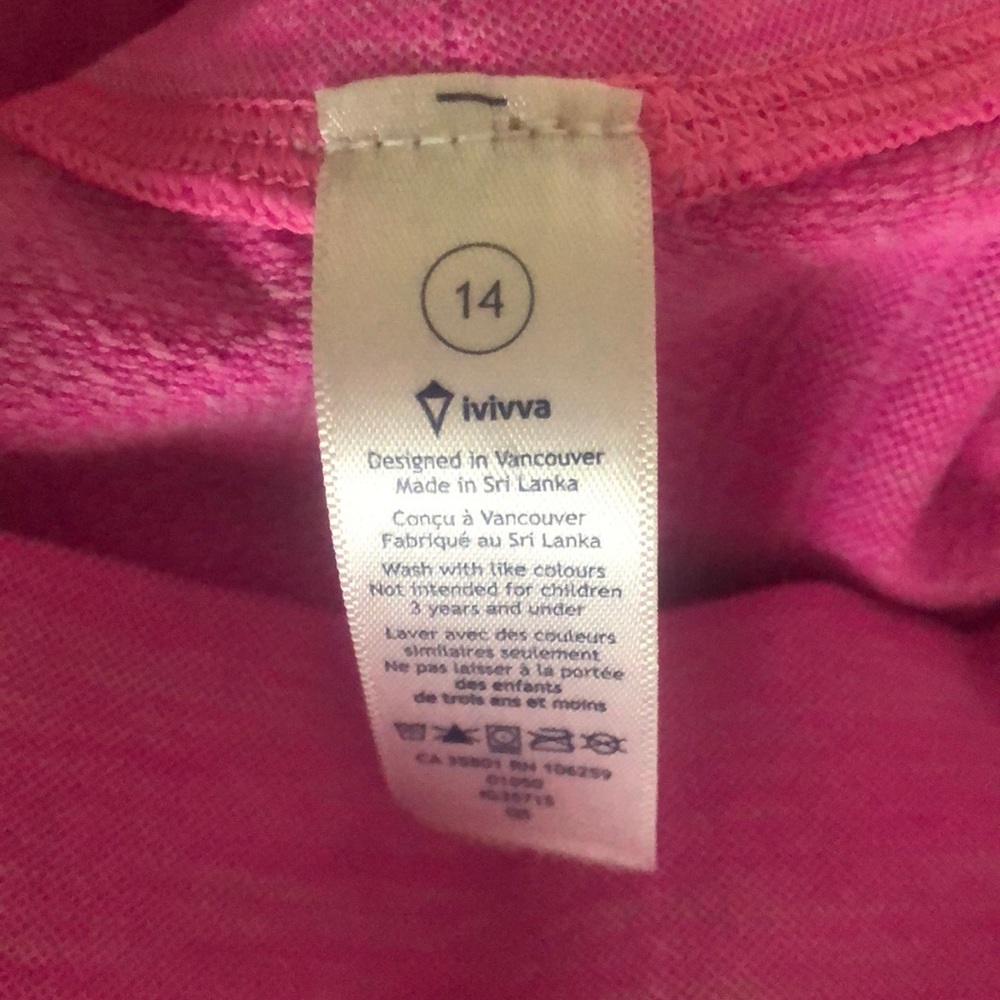 14
ivivva
Designed in Vancouver
Made in Sri Lanka
Conçu à Vancouver
Fabriqué au Sri Lanka
Wash with like colours
Not intended for children
3 years and under
Laver avec des couleurs
similaires seulement
Ne pas laisser à la portée
des enfants
de trois ans et moins
CA 35801 RN 106259